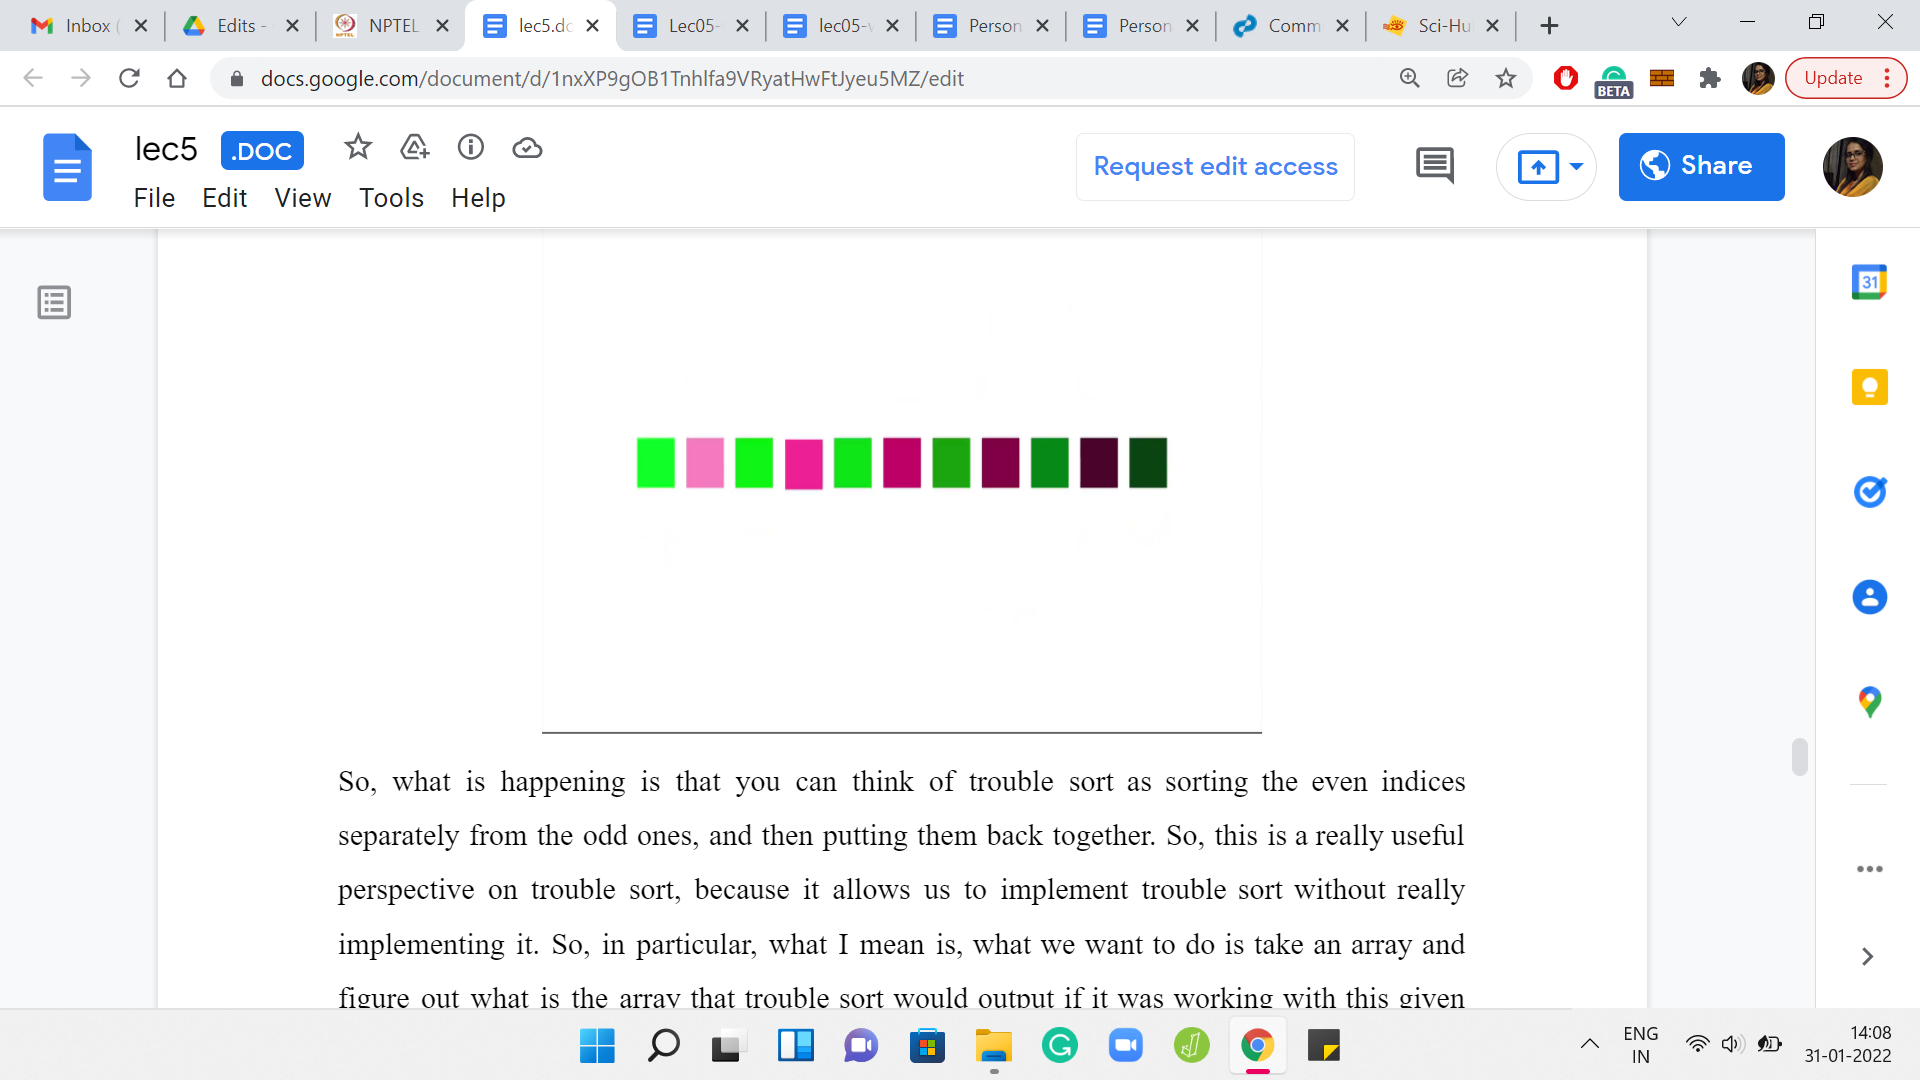 Inbox (
Edits -
NPTEL
lec5.do
Lec05-
lec05-v
Person
Person
Comm
Sci-Hu
docs.google.com/document/d/1nxXP9gOB1Tnhlfa9VRyatHwFtJyeu5MZ/edit
BETA
Update
lec5
.DOC
Request edit access
Share
File Edit View Tools Help
31
So, what is happening is that you can think of trouble sort as sorting the even indices
separately from the odd ones, and then putting them back together. So, this is a really useful
perspective on trouble sort, because it allows us to implement trouble sort without really
implementing it. So, in particular, what I mean is, what we want to do is take an array and
figure out what is the array that trouble sort would output if it was working with this given
ENG
IN
14:08
31-01-2022